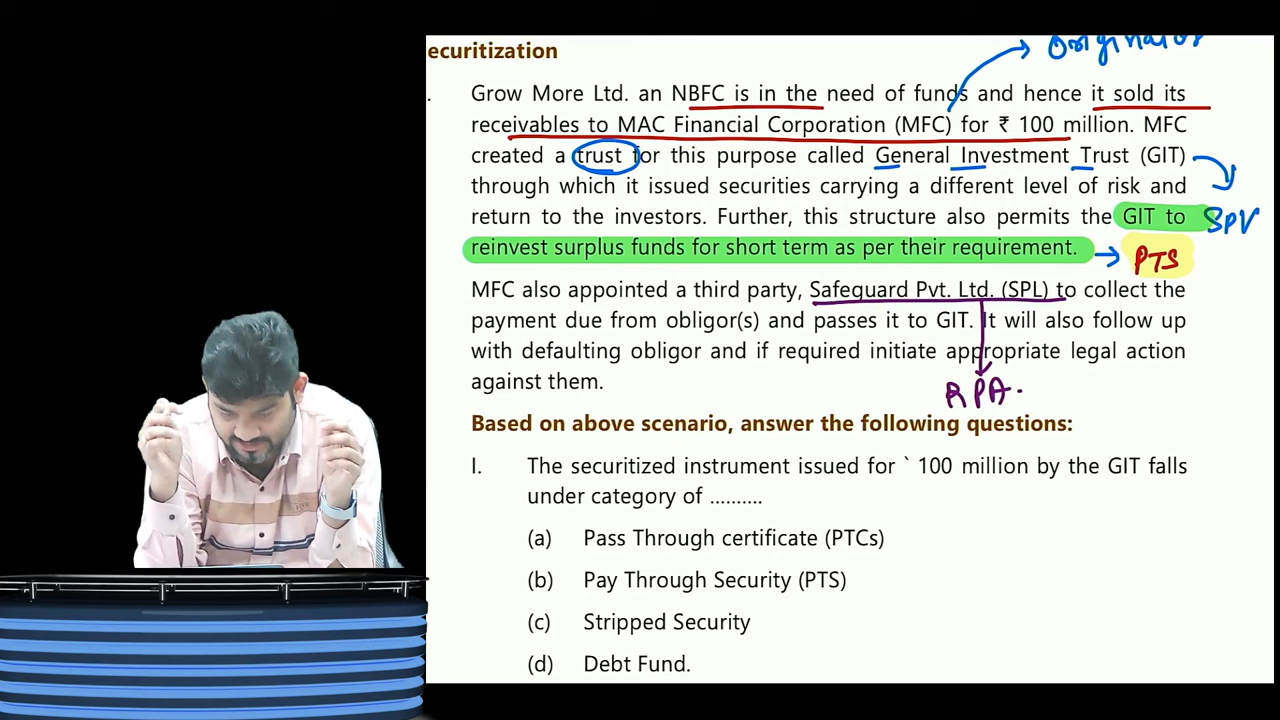 ecuritization
Originator
. Grow More Ltd. an NBFC is in the need of funds and hence it sold its
receivables to MAC Financial Corporation (MFC) for ₹ 100 million. MFC
created a trust for this purpose called General Investment Trust (GIT)
through which it issued securities carrying a different level of risk and
return to the investors. Further, this structure also permits the GIT to
SPV
reinvest surplus funds for short term as per their requirement.
PTS
MFC also appointed a third party, Safeguard Pvt. Ltd. (SPL) to collect the
payment due from obligor(s) and passes it to GIT. It will also follow up
with defaulting obligor and if required initiate appropriate legal action
against them.
RPA.
Based on above scenario, answer the following questions:
I. The securitized instrument issued for ` 100 million by the GIT falls
under category of ..........
(a) Pass Through certificate (PTCs)
(b) Pay Through Security (PTS)
(c) Stripped Security
(d) Debt Fund.